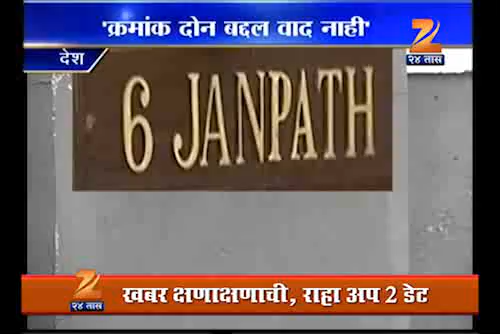 'क्रमांक दोन बद्दल वाद नाही'
२४ तास
देश
6 JANPATH
२४ तास
खबर क्षणाक्षणाची, राहा अप 2 डेट